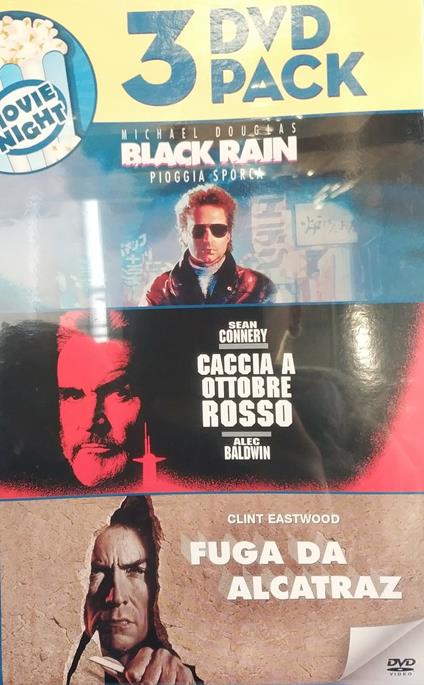 3 DVD
PACK
MOVIE
NIGHT
MICHAEL DOUGLAS
BLACK RAIN
PIOGGIA SPORCA
SEAN
CONNERY
CACCIA A
OTTOBRE
ROSSO
ALEC
BALDWIN
CLINT EASTWOOD
FUGA DA
ALCATRAZ
DVD
VIDEO